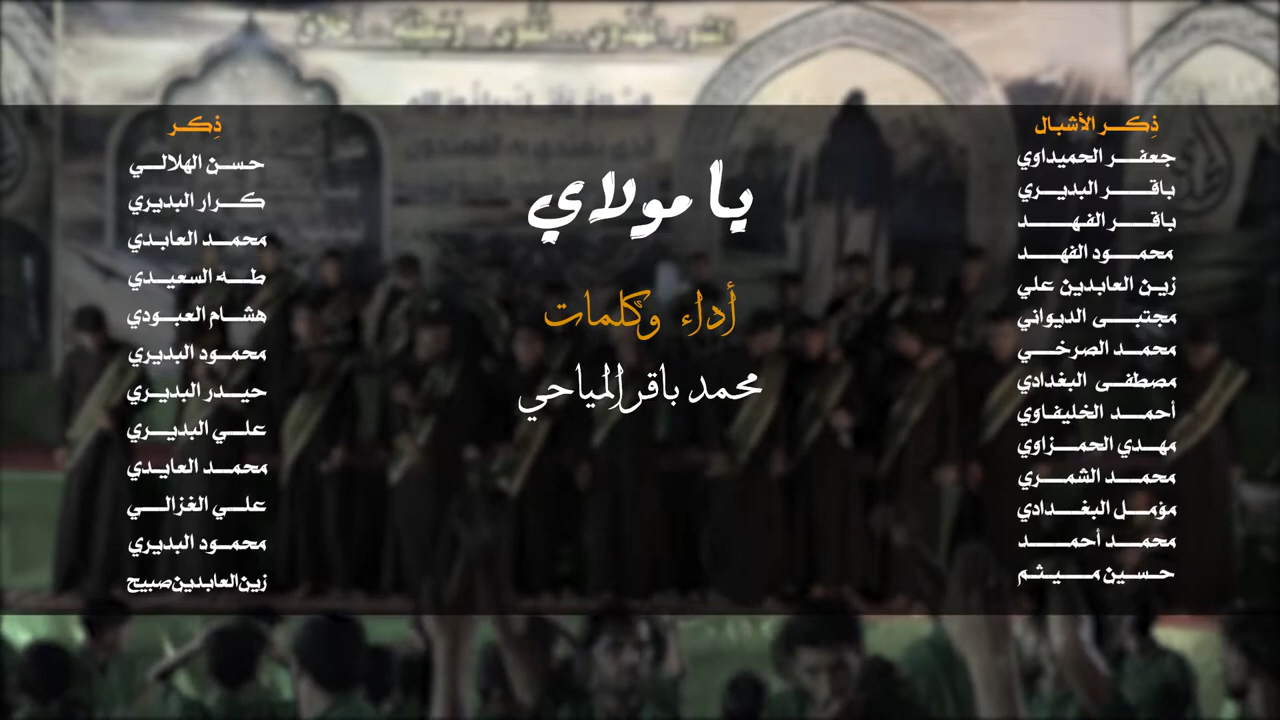 ذِكر الأشبال
جعفر الحميداوي
باقر البديري
باقر الفهد
محمود الفهد
زين العابدين علي
مجتبى الديواني
محمد الصرخي
مصطفى البغدادي
أحمد الخليفاوي
مهدي الحمزاوي
محمد الشمري
مؤمل البغدادي
محمد أحمد
حسين ميثم
يا مولاي
أداء وكلمات
محمد باقر المياحي
ذِكر
حسن الهلالي
كرار البديري
محمد العابدي
طه السعيدي
هشام العبودي
محمود البديري
حيدر البديري
علي البديري
محمد العايدي
علي الغزالي
محمود البديري
زين العابدين صبيح